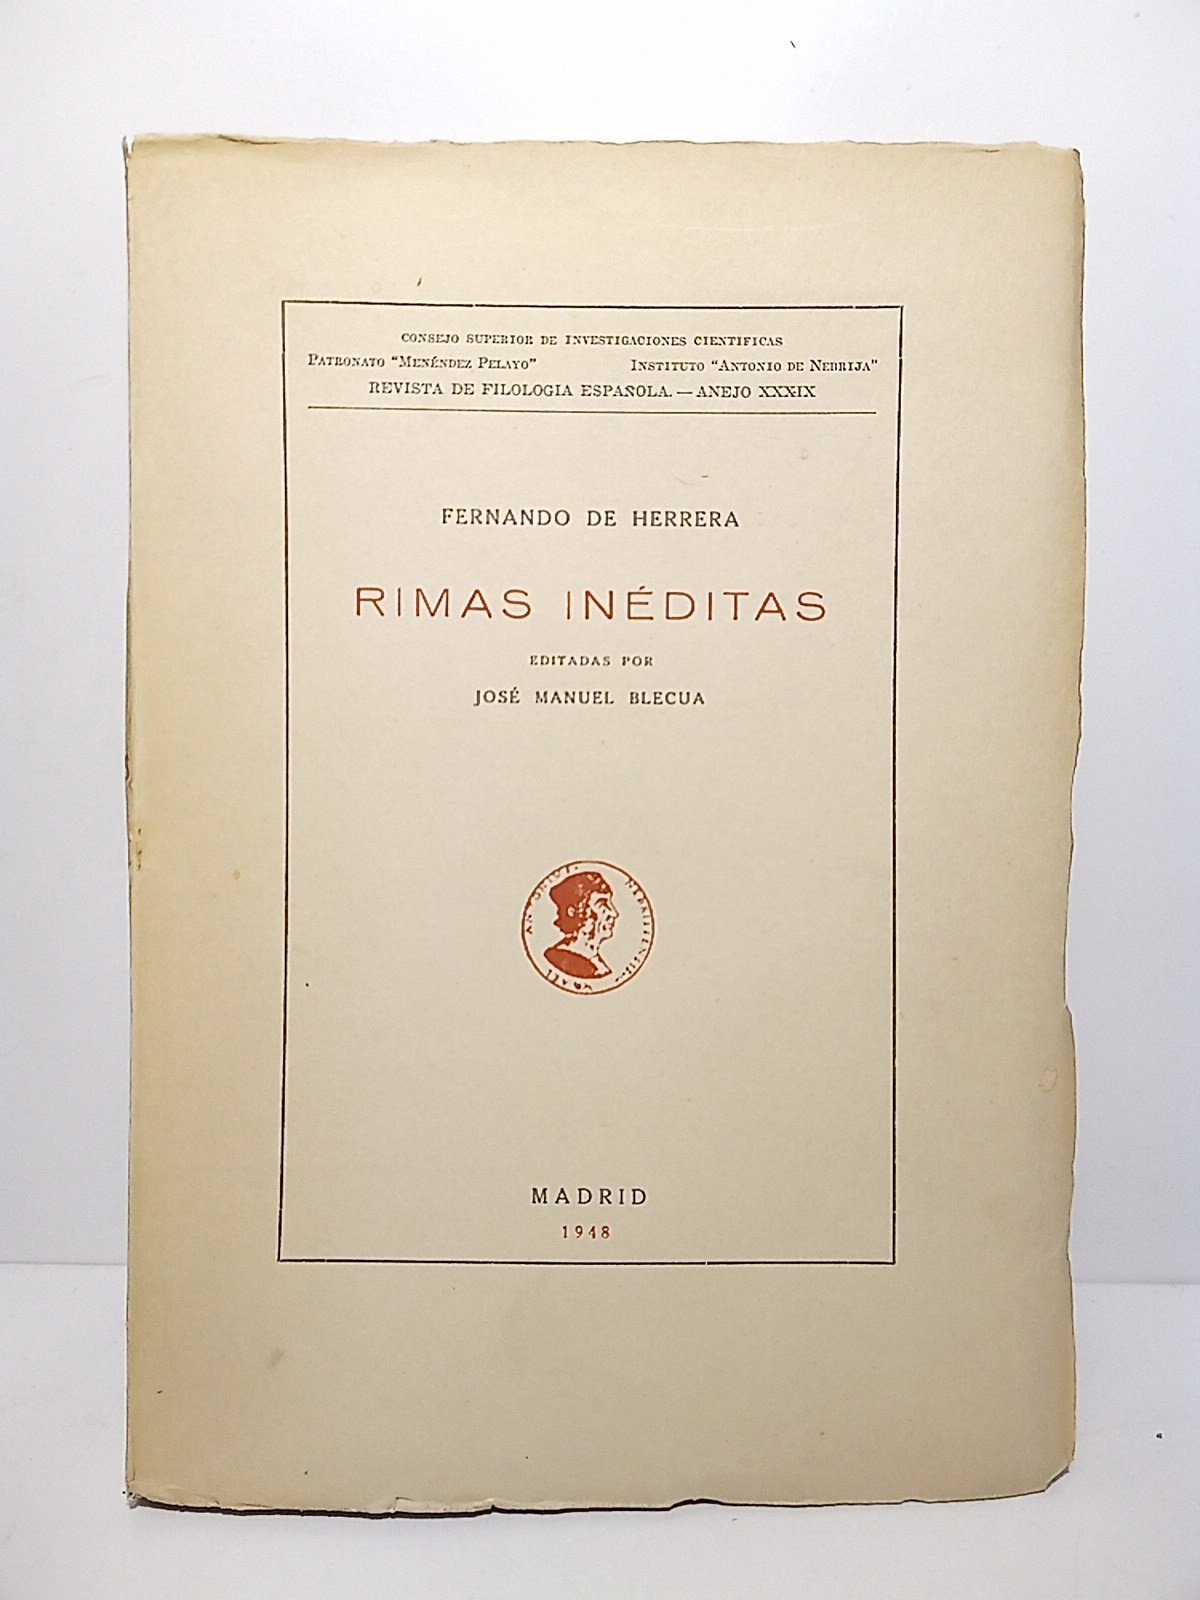 CONSEJO SUPERIOR DE INVESTIGACIONES CIENTIFICAS
PATRONATO "MENÉNDEZ PELAYO" INSTITUTO "ANTONIO DE NEBRIJA"
REVISTA DE FILOLOGIA ESPAÑOLA. — ANEJO XXXIX
FERNANDO DE HERRERA
RIMAS INÉDITAS
EDITADAS POR
JOSÉ MANUEL BLECUA
MADRID
1948